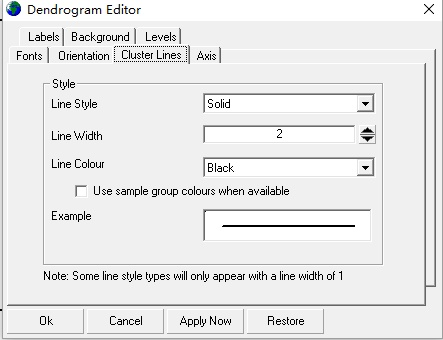 Dendrogram Editor
Labels Background Levels
Fonts Orientation Cluster Lines Axis
Style
Line Style Solid
Line Width 2
Line Colour Black
Use sample group colours when available
Example
Note: Some line style types will only appear with a line width of 1
Ok Cancel Apply Now Restore